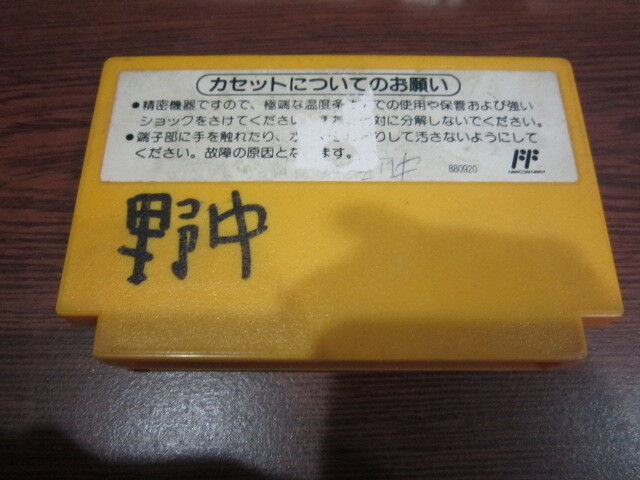 カセットについてのお願い
●精密機器ですので、極端な温度条 での使用や保管および強い
ショックをさけてください 対に分解しないでください。
●端子部に手を触れたり、水 して汚さないようにして
ください。故障の原因と ます。
中
880920
野中